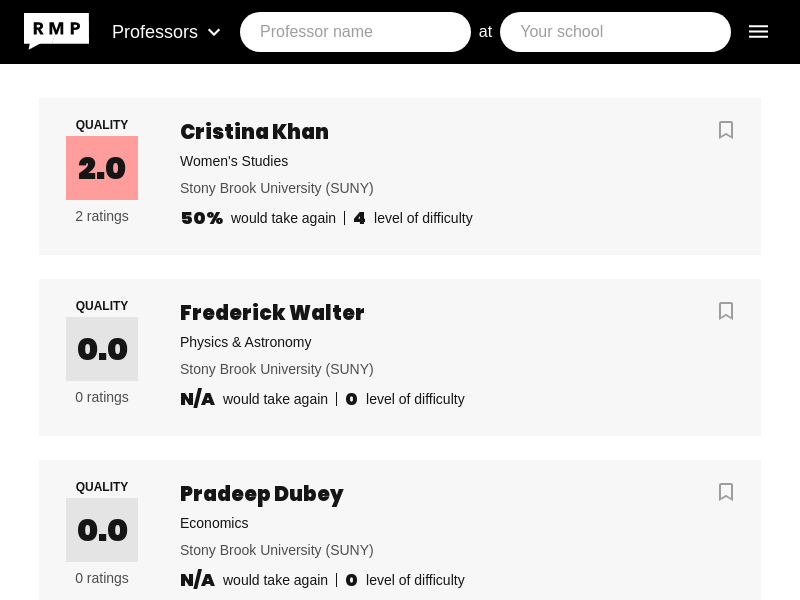 RMP Professors Professor name at Your school
QUALITY
2.0
2 ratings
Cristina Khan
Women's Studies
Stony Brook University (SUNY)
50% would take again | 4 level of difficulty
QUALITY
0.0
0 ratings
Frederick Walter
Physics & Astronomy
Stony Brook University (SUNY)
N/A would take again | 0 level of difficulty
QUALITY
0.0
0 ratings
Pradeep Dubey
Economics
Stony Brook University (SUNY)
N/A would take again | 0 level of difficulty